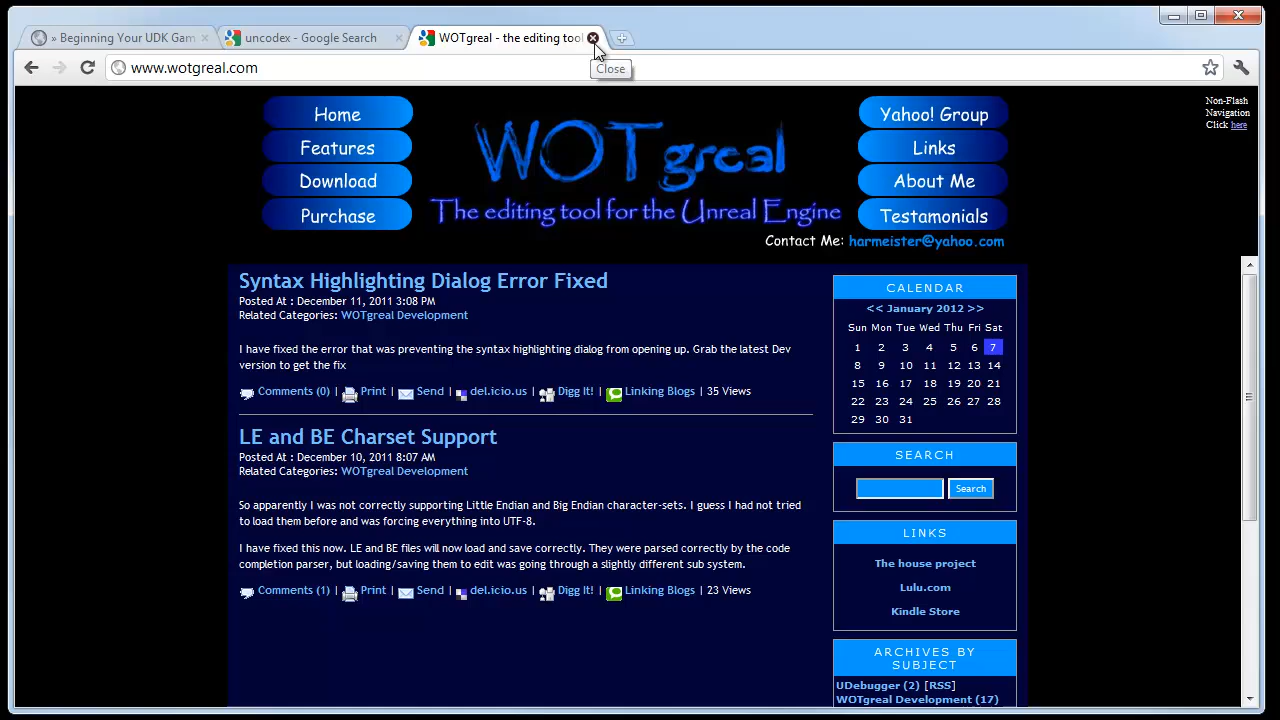 » Beginning Your UDK Gam
uncodex - Google Search
WOTgreal - the editing tool
Close
www.wotgreal.com
Non-Flash
Navigation
Click here
Home
Features
Download
Purchase
WOTgreal
The editing tool for the Unreal Engine
Yahoo! Group
Links
About Me
Testamonials
Contact Me: harmeister@yahoo.com
Syntax Highlighting Dialog Error Fixed
Posted At : December 11, 2011 3:08 PM
Related Categories: WOTgreal Development
I have fixed the error that was preventing the syntax highlighting dialog from opening up. Grab the latest Dev
version to get the fix
Comments (0) | Print | Send | del.icio.us | Digg It! | Linking Blogs | 35 Views
LE and BE Charset Support
Posted At : December 10, 2011 8:07 AM
Related Categories: WOTgreal Development
So apparently I was not correctly supporting Little Endian and Big Endian character-sets. I guess I had not tried
to load them before and was forcing everything into UTF-8.
I have fixed this now. LE and BE files will now load and save correctly. They were parsed correctly by the code
completion parser, but loading/saving them to edit was going through a slightly different sub system.
Comments (1) | Print | Send | del.icio.us | Digg It! | Linking Blogs | 23 Views
CALENDAR
<< January 2012 >>
Sun Mon Tue Wed Thu Fri Sat
1 2 3 4 5 6 7
8 9 10 11 12 13 14
15 16 17 18 19 20 21
22 23 24 25 26 27 28
29 30 31
SEARCH
Search
LINKS
The house project
Lulu.com
Kindle Store
ARCHIVES BY
SUBJECT
UDebugger (2) [RSS]
WOTgreal Development (17)